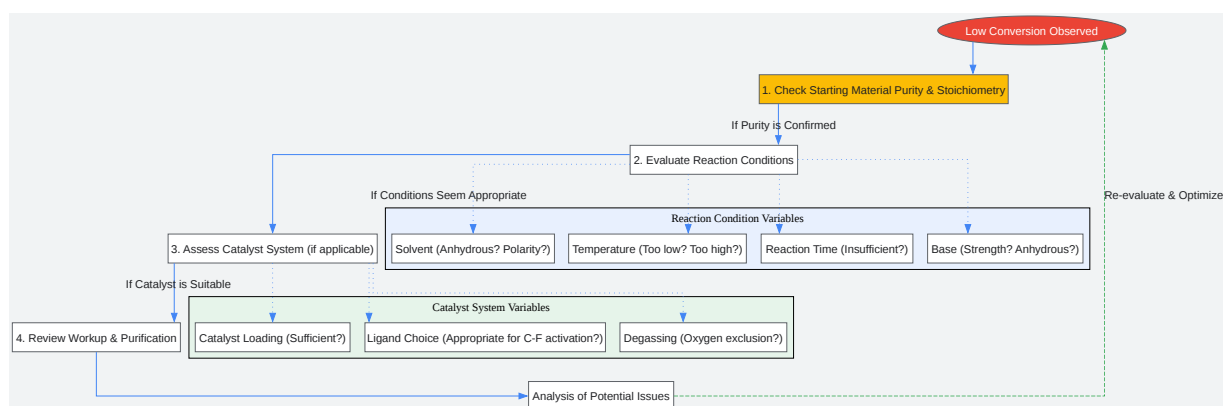 Low Conversion Observed
1. Check Starting Material Purity & Stoichiometry
If Purity is Confirmed
2. Evaluate Reaction Conditions
If Conditions Seem Appropriate
Re-evaluate & Optimize
Reaction Condition Variables
3. Assess Catalyst System (if applicable)
Solvent (Anhydrous? Polarity?)
Temperature (Too low? Too high?)
Reaction Time (Insufficient?)
Base (Strength? Anhydrous?)
If Catalyst is Suitable
Catalyst System Variables
4. Review Workup & Purification
Catalyst Loading (Sufficient?)
Ligand Choice (Appropriate for C-F activation?)
Degassing (Oxygen exclusion?)
Analysis of Potential Issues